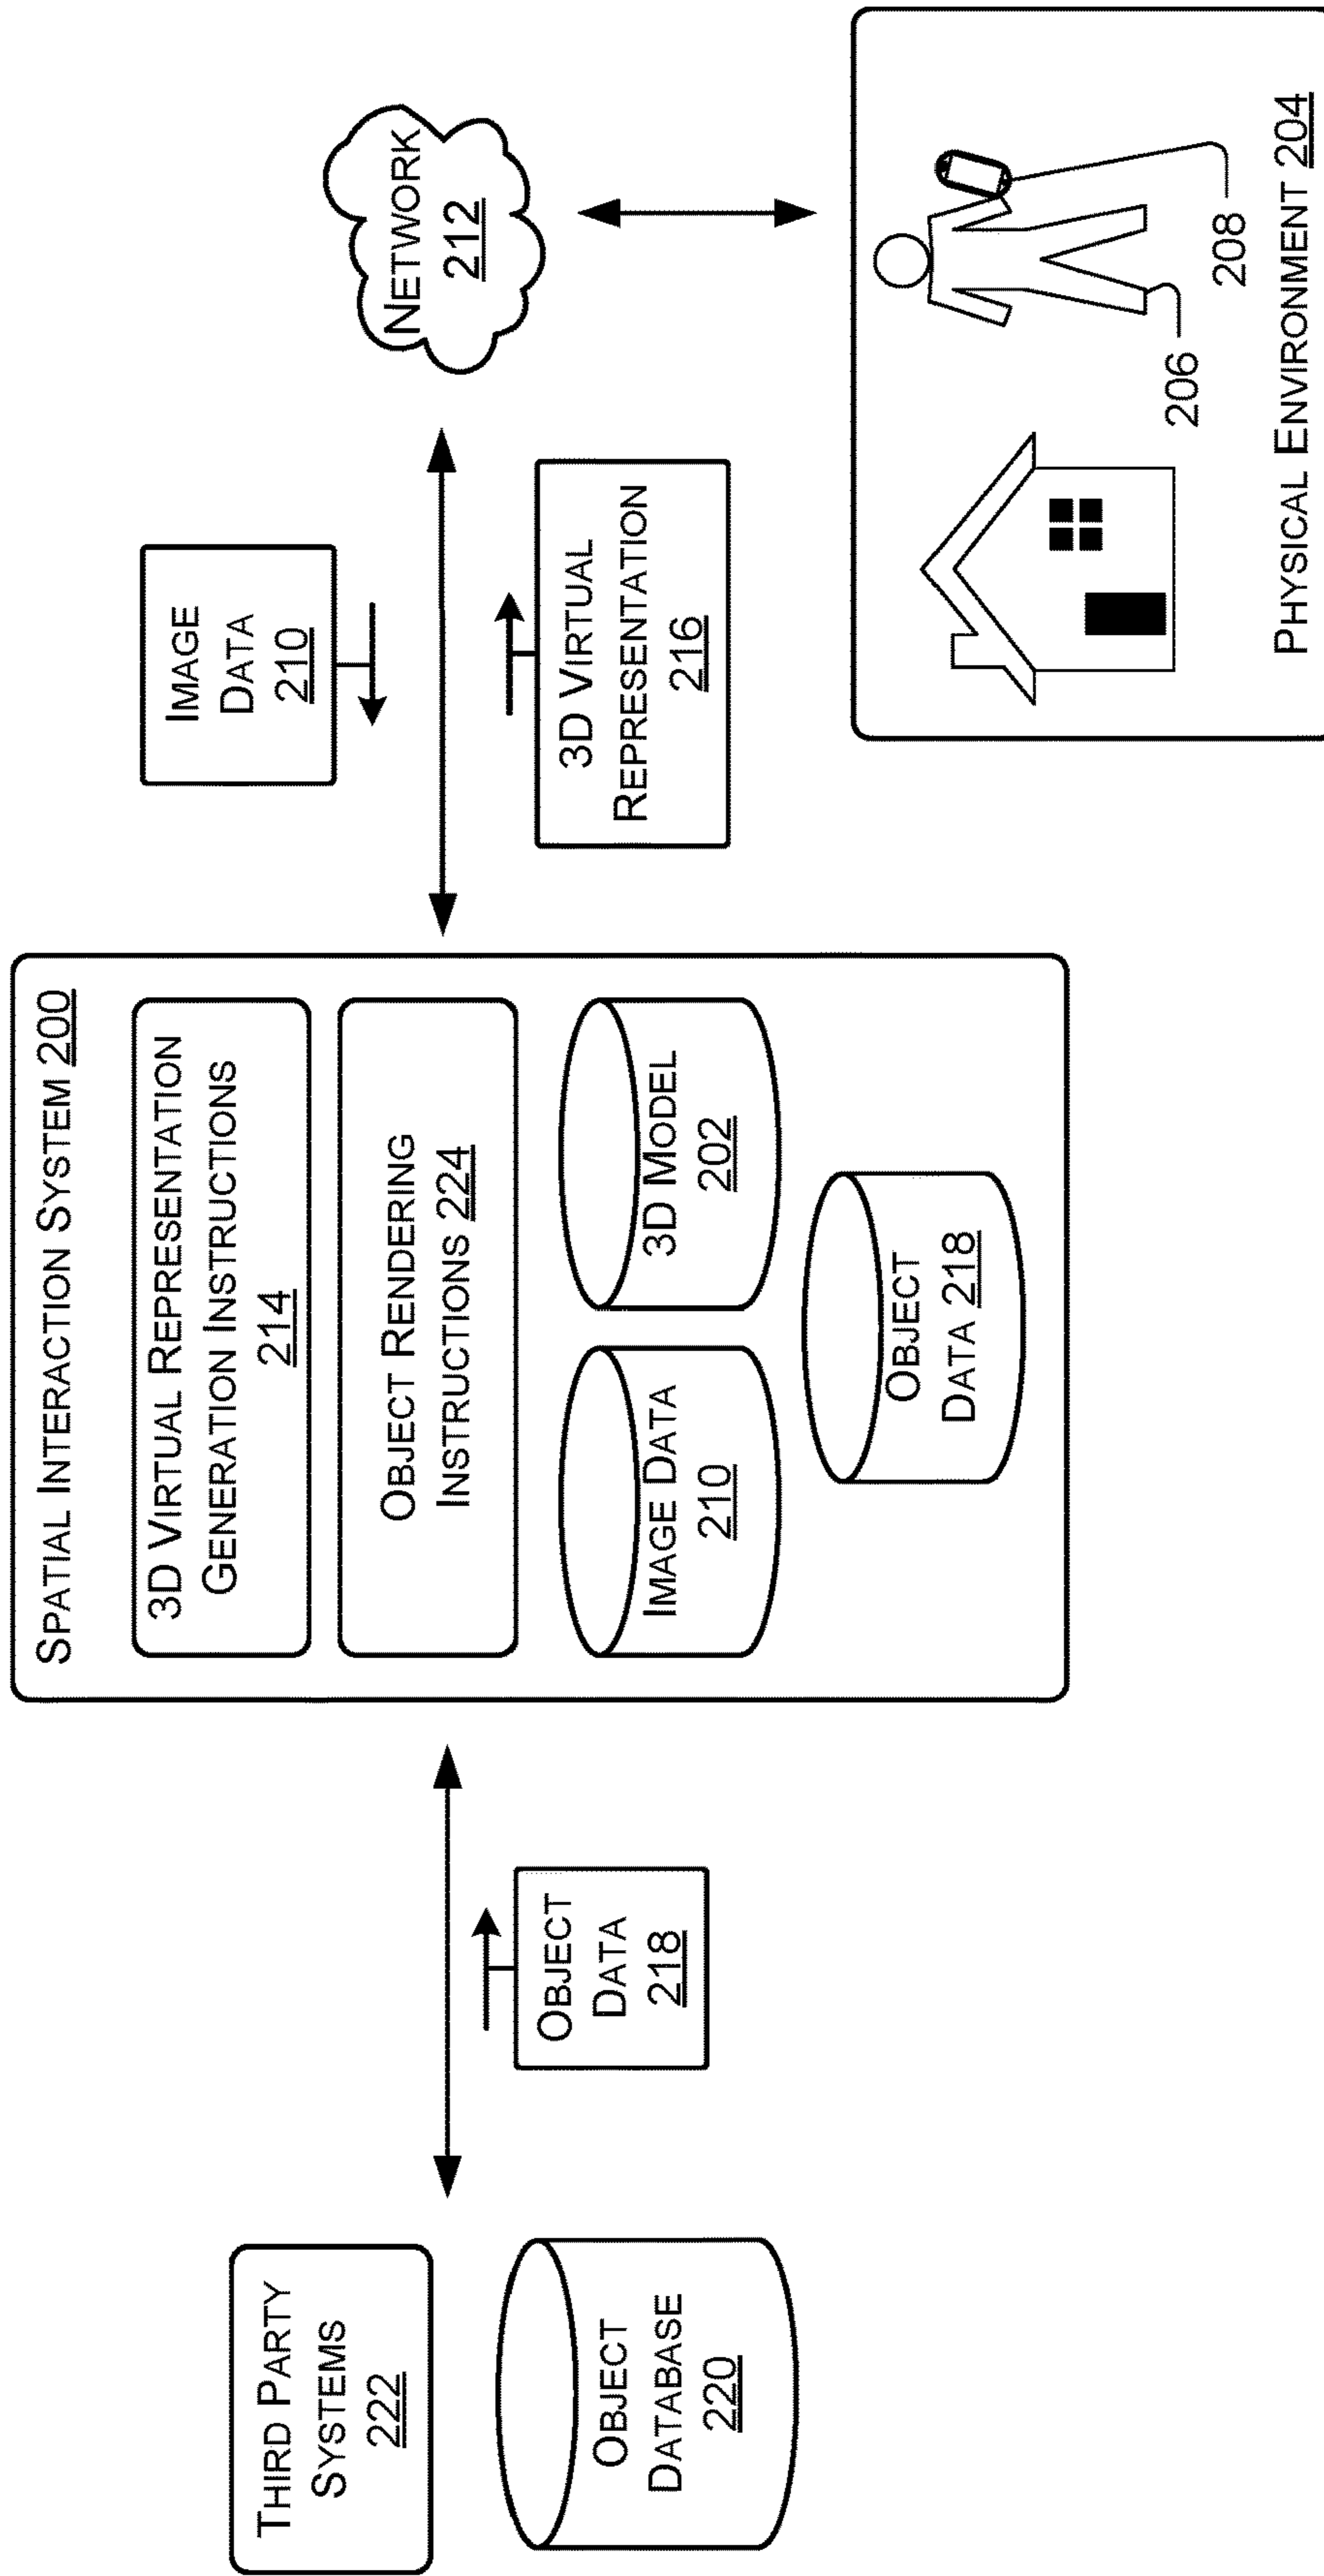 SPATIAL INTERACTION SYSTEM 200
3D VIRTUAL REPRESENTATION
GENERATION INSTRUCTIONS
214
OBJECT RENDERING
INSTRUCTIONS 224
IMAGE DATA
210
3D MODEL
202
OBJECT
DATA 218
THIRD PARTY
SYSTEMS
222
OBJECT
DATABASE
220
OBJECT
DATA
218
IMAGE
DATA
210
3D VIRTUAL
REPRESENTATION
216
NETWORK
212
206
208
PHYSICAL ENVIRONMENT 204